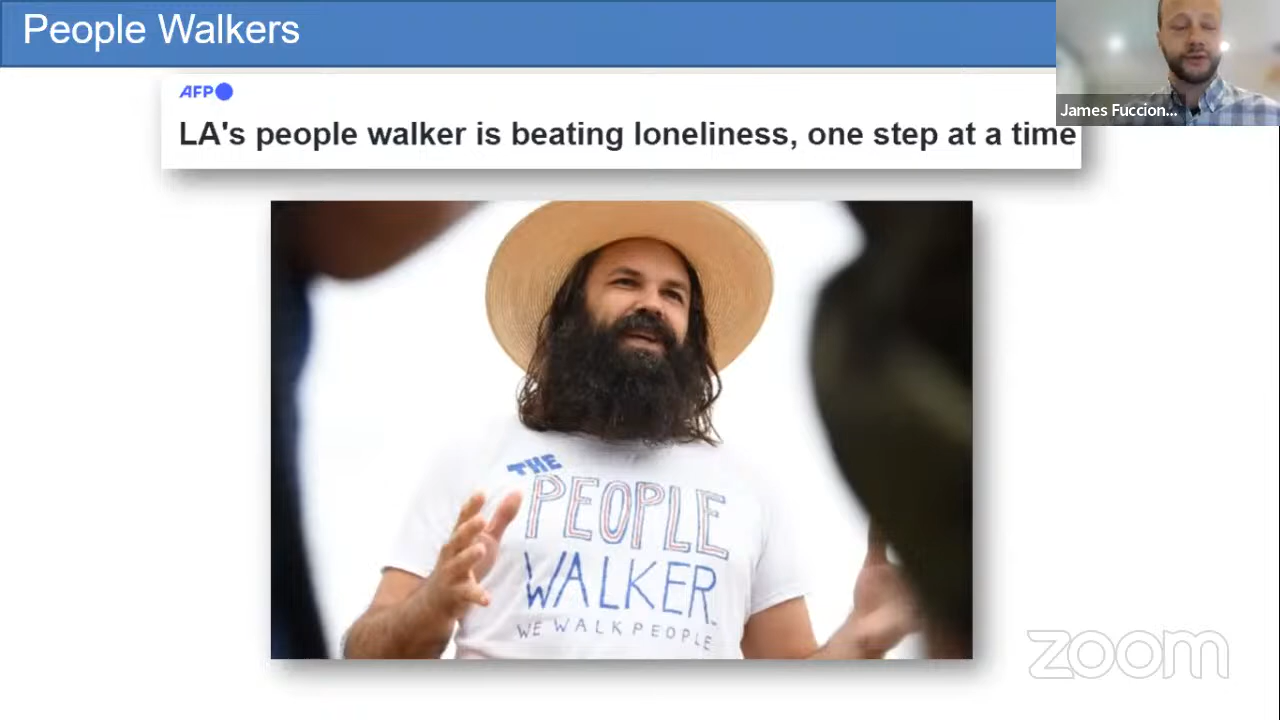 People Walkers
James Fuccion...
AFP
LA's people walker is beating loneliness, one step at a time
THE
PEOPLE
WALKER
WE WALK PEOPLE
zoom